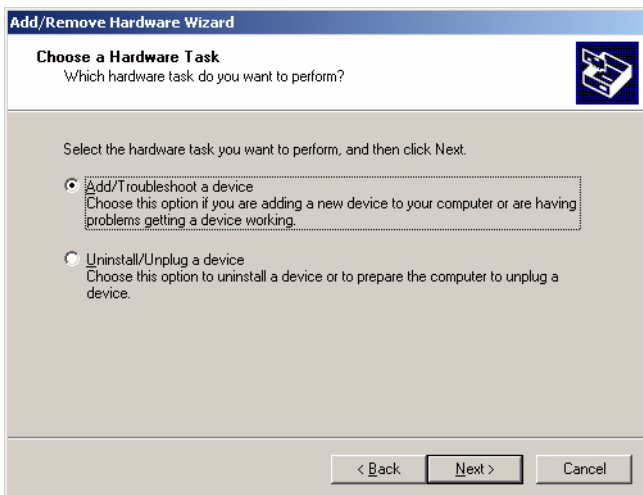 Add/Remove Hardware Wizard
Choose a Hardware Task
Which hardware task do you want to perform?
Select the hardware task you want to perform, and then click Next.
Add/Troubleshoot a device
Choose this option if you are adding a new device to your computer or are having
problems getting a device working.
Uninstall/Unplug a device
Choose this option to uninstall a device or to prepare the computer to unplug a
device.
< Back Next > Cancel